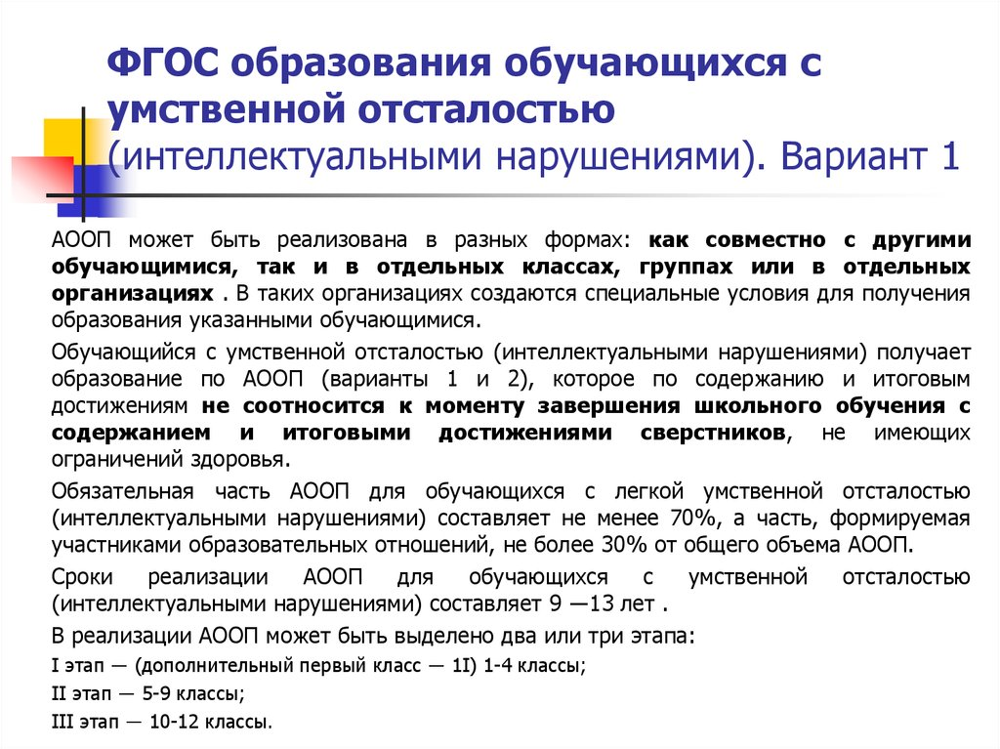 ФГОС образования обучающихся с
умственной отсталостью
(интеллектуальными нарушениями). Вариант 1
АООП может быть реализована в разных формах: как совместно с другими
обучающимися, так и в отдельных классах, группах или в отдельных
организациях . В таких организациях создаются специальные условия для получения
образования указанными обучающимися.
Обучающийся с умственной отсталостью (интеллектуальными нарушениями) получает
образование по АООП (варианты 1 и 2), которое по содержанию и итоговым
достижениям не соотносится к моменту завершения школьного обучения с
содержанием и итоговыми достижениями сверстников, не имеющих
ограничений здоровья.
Обязательная часть АООП для обучающихся с легкой умственной отсталостью
(интеллектуальными нарушениями) составляет не менее 70%, а часть, формируемая
участниками образовательных отношений, не более 30% от общего объема АООП.
Сроки реализации АООП для обучающихся с умственной отсталостью
(интеллектуальными нарушениями) составляет 9 —13 лет .
В реализации АООП может быть выделено два или три этапа:
I этап — (дополнительный первый класс — 1I) 1-4 классы;
II этап — 5-9 классы;
III этап — 10-12 классы.